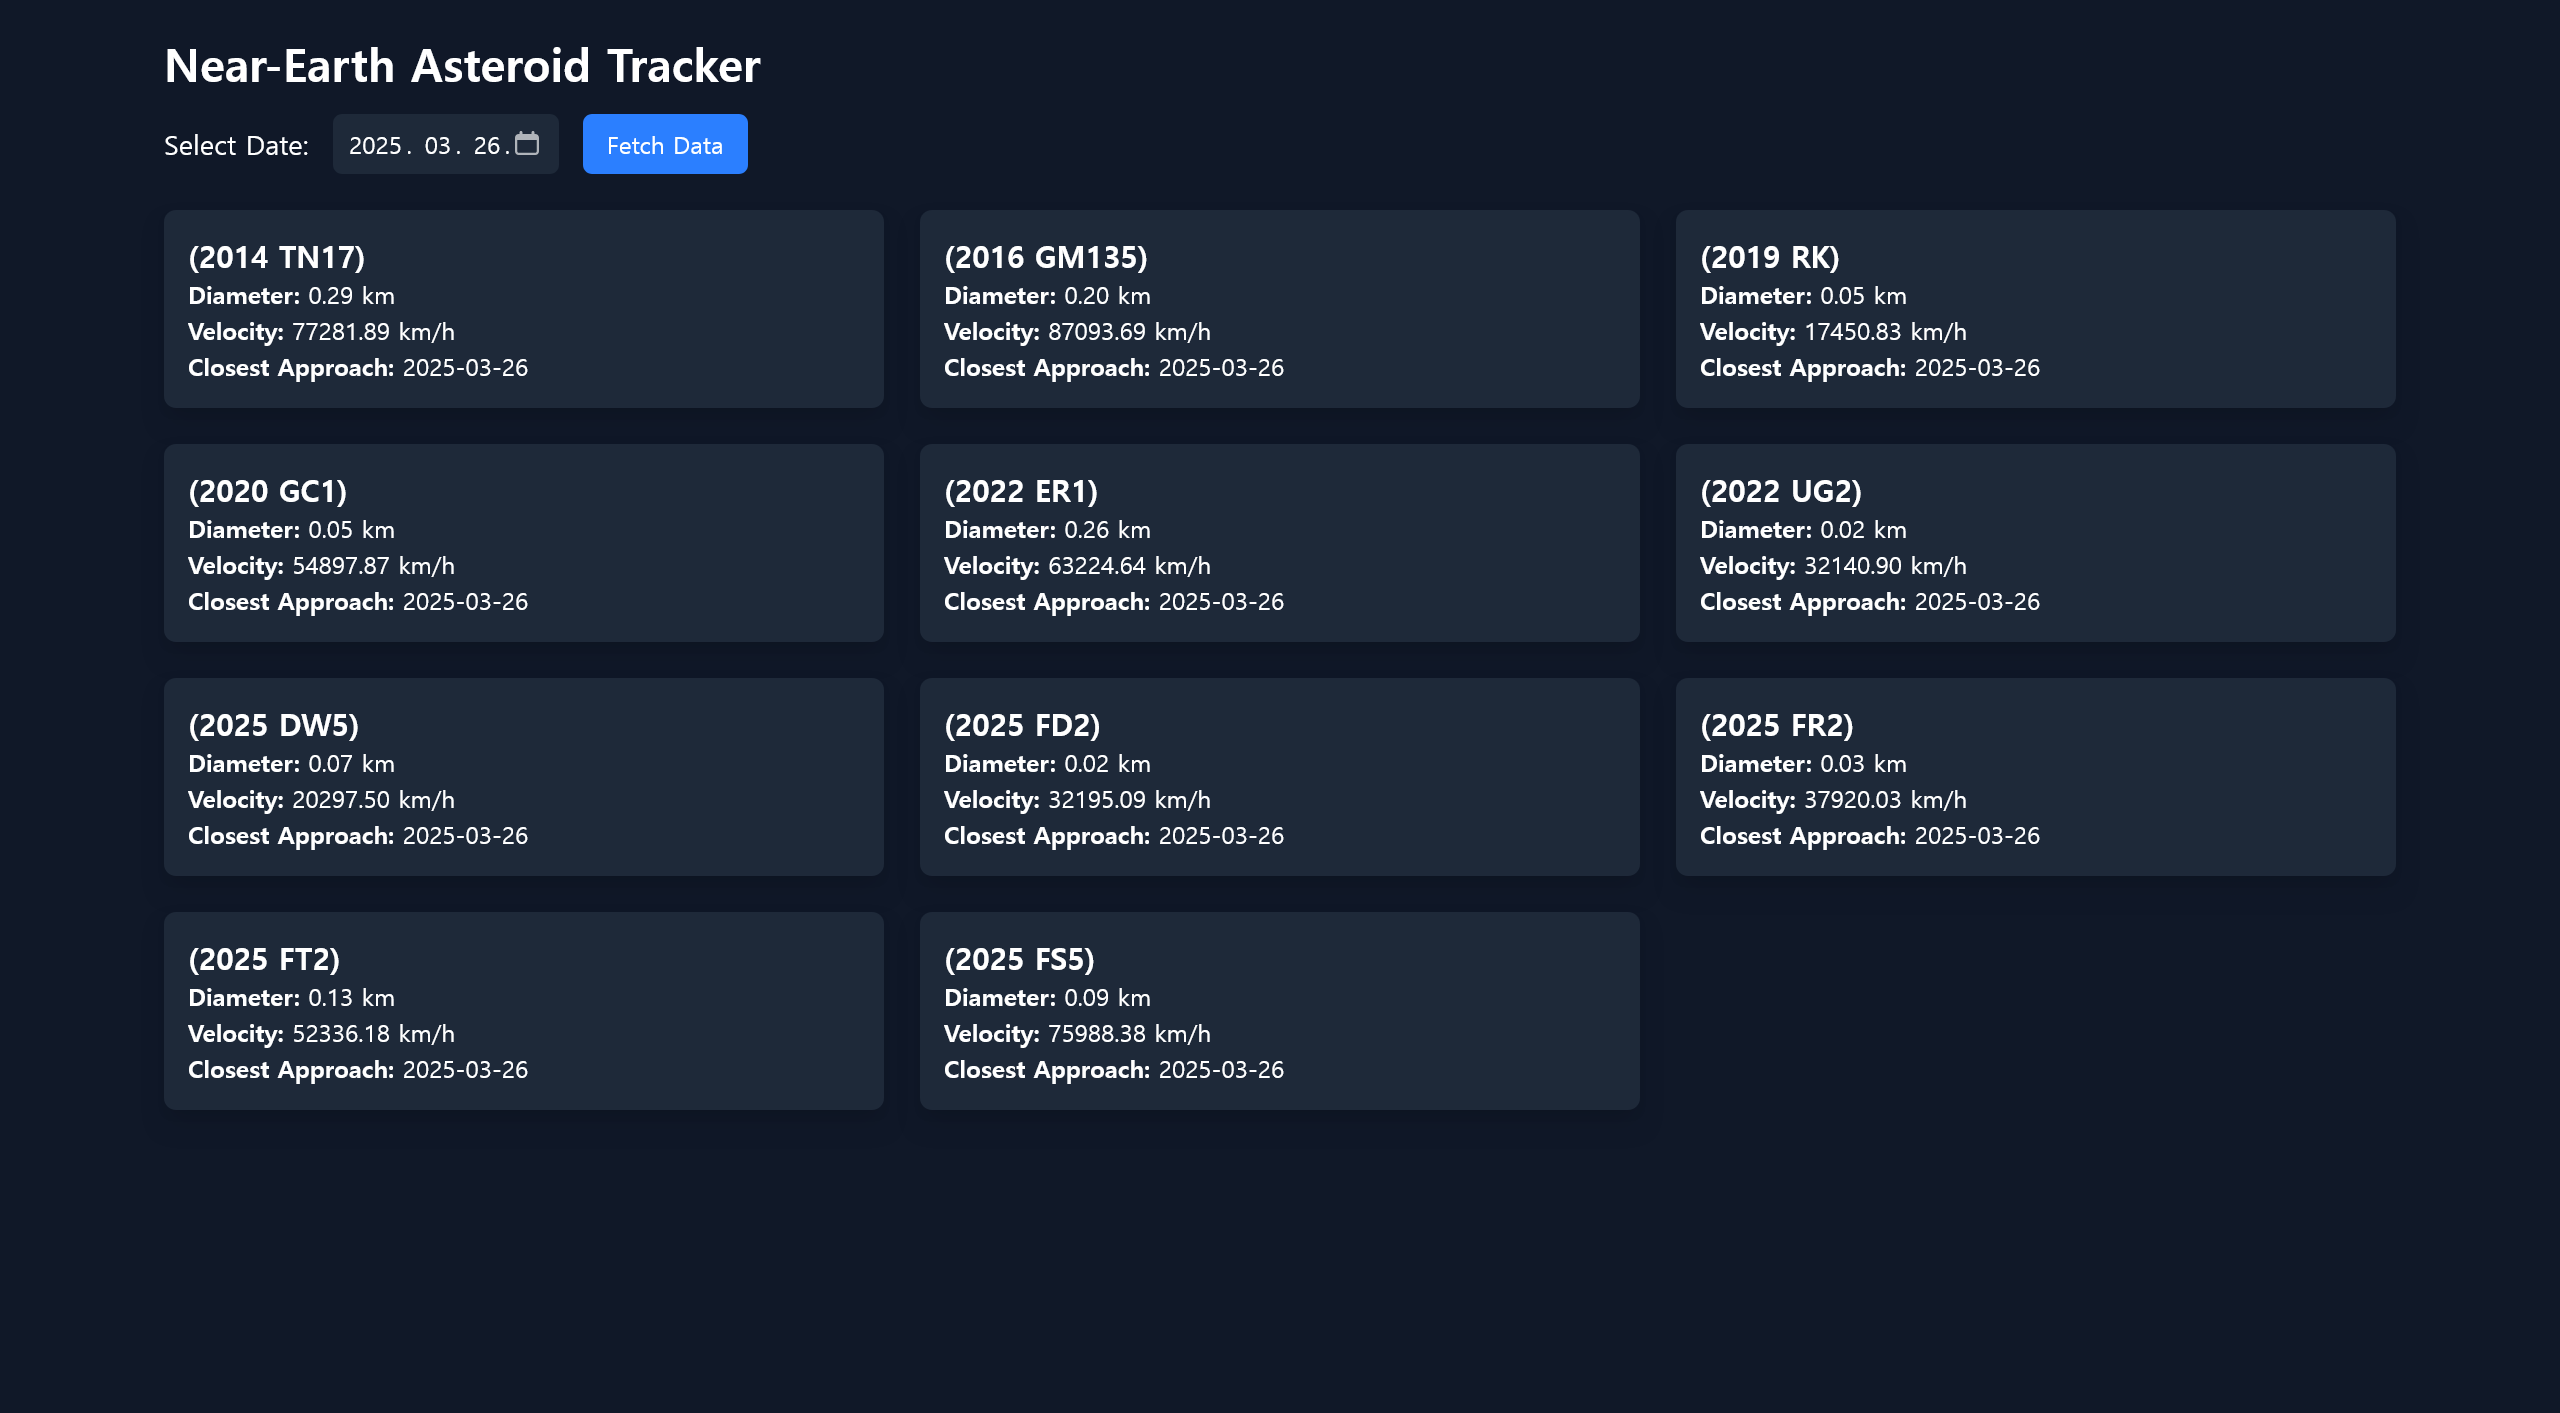 Near-Earth Asteroid Tracker
Select Date: 2025. 03. 26. Fetch Data
(2014 TN17)
Diameter: 0.29 km
Velocity: 77281.89 km/h
Closest Approach: 2025-03-26
(2016 GM135)
Diameter: 0.20 km
Velocity: 87093.69 km/h
Closest Approach: 2025-03-26
(2019 RK)
Diameter: 0.05 km
Velocity: 17450.83 km/h
Closest Approach: 2025-03-26
(2020 GC1)
Diameter: 0.05 km
Velocity: 54897.87 km/h
Closest Approach: 2025-03-26
(2022 ER1)
Diameter: 0.26 km
Velocity: 63224.64 km/h
Closest Approach: 2025-03-26
(2022 UG2)
Diameter: 0.02 km
Velocity: 32140.90 km/h
Closest Approach: 2025-03-26
(2025 DW5)
Diameter: 0.07 km
Velocity: 20297.50 km/h
Closest Approach: 2025-03-26
(2025 FD2)
Diameter: 0.02 km
Velocity: 32195.09 km/h
Closest Approach: 2025-03-26
(2025 FR2)
Diameter: 0.03 km
Velocity: 37920.03 km/h
Closest Approach: 2025-03-26
(2025 FT2)
Diameter: 0.13 km
Velocity: 52336.18 km/h
Closest Approach: 2025-03-26
(2025 FS5)
Diameter: 0.09 km
Velocity: 75988.38 km/h
Closest Approach: 2025-03-26